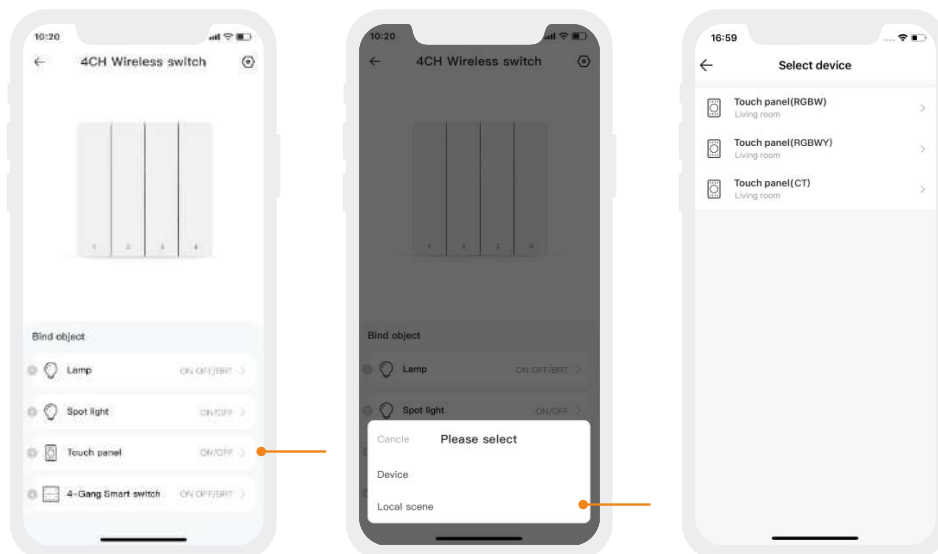 10:20
4CH Wireless switch
1 2 3 4
Bind object
Lamp ON OFF/BRT
Spot light ON/OFF
Touch panel ON/OFF
4-Gang Smart switch ON OFF/BRT
10:20
4CH Wireless switch
1 2 3 4
Bind object
Lamp ON OFF/BRT
Spot light ON/OFF
Cancle Please select
Device
Local scene
16:59
Select device
Touch panel(RGBW)
Living room
Touch panel(RGBWY)
Living room
Touch panel(CT)
Living room